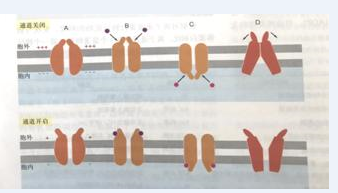 通道关闭
A B C D
胞外 +++ +++
胞内 --- ---
通道开启
胞外 + +
胞内